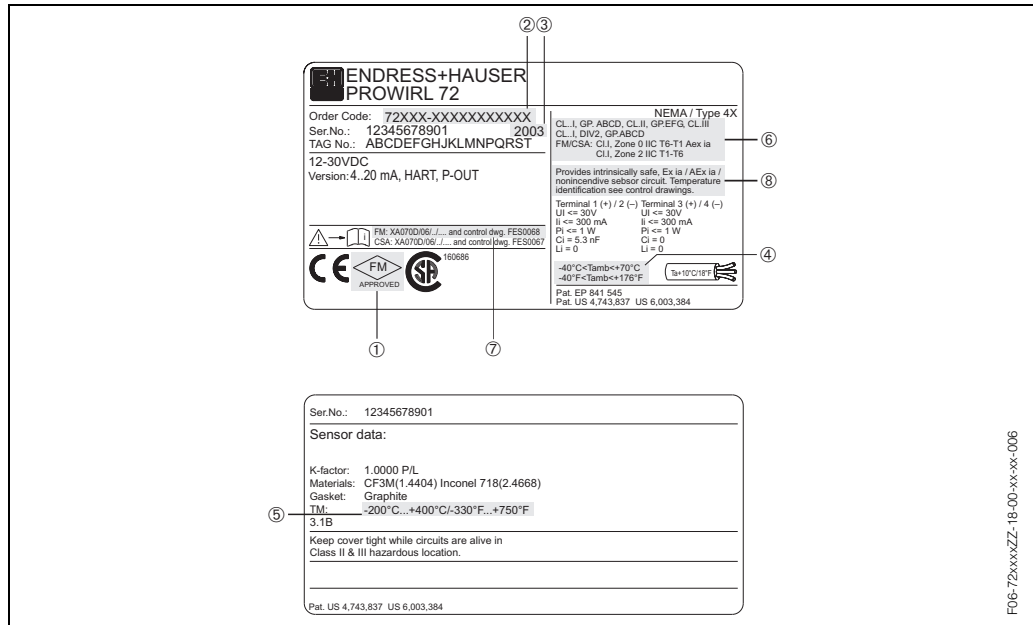 ②③
E+H ENDRESS+HAUSER
PROWIRL 72
Order Code: 72XXX-XXXXXXXXXXX
Ser.No.: 12345678901 2003
TAG No.: ABCDEFGHJKLMNPQRST
12-30VDC
Version: 4..20 mA, HART, P-OUT
FM: XA070D/06/../.... and control dwg. FES0068
CSA: XA070D/06/../.... and control dwg. FES0067
CE FM APPROVED SA 160686
①
⑦
NEMA / Type 4X
CL..I, GP. ABCD, CL.II, GP.EFG, CL.III
CL..I, DIV2, GP.ABCD
FM/CSA: Cl.I, Zone 0 IIC T6-T1 Aex ia
Cl.I, Zone 2 IIC T1-T6
⑥
Provides intrinsically safe, Ex ia / AEx ia /
nonincendive sebsor circuit. Temperature
identification see control drawings.
⑧
Terminal 1 (+) / 2 (–) Terminal 3 (+) / 4 (–)
UI <= 30V UI <= 30V
Ii <= 300 mA Ii <= 300 mA
Pi <= 1 W Pi <= 1 W
Ci = 5.3 nF Ci = 0
Li = 0 Li = 0
-40°C<Tamb<+70°C
-40°F<Tamb<+176°F
Ta+10°C/18°F
④
Pat. EP 841 545
Pat. US 4,743,837 US 6,003,384
Ser.No.: 12345678901
Sensor data:
K-factor: 1.0000 P/L
Materials: CF3M(1.4404) Inconel 718(2.4668)
Gasket: Graphite
⑤ TM: -200°C...+400°C/-330°F...+750°F
3.1B
Keep cover tight while circuits are alive in
Class II & III hazardous location.
Pat. US 4,743,837 US 6,003,384
F06-72xxxxZZ-18-00-xx-xx-006